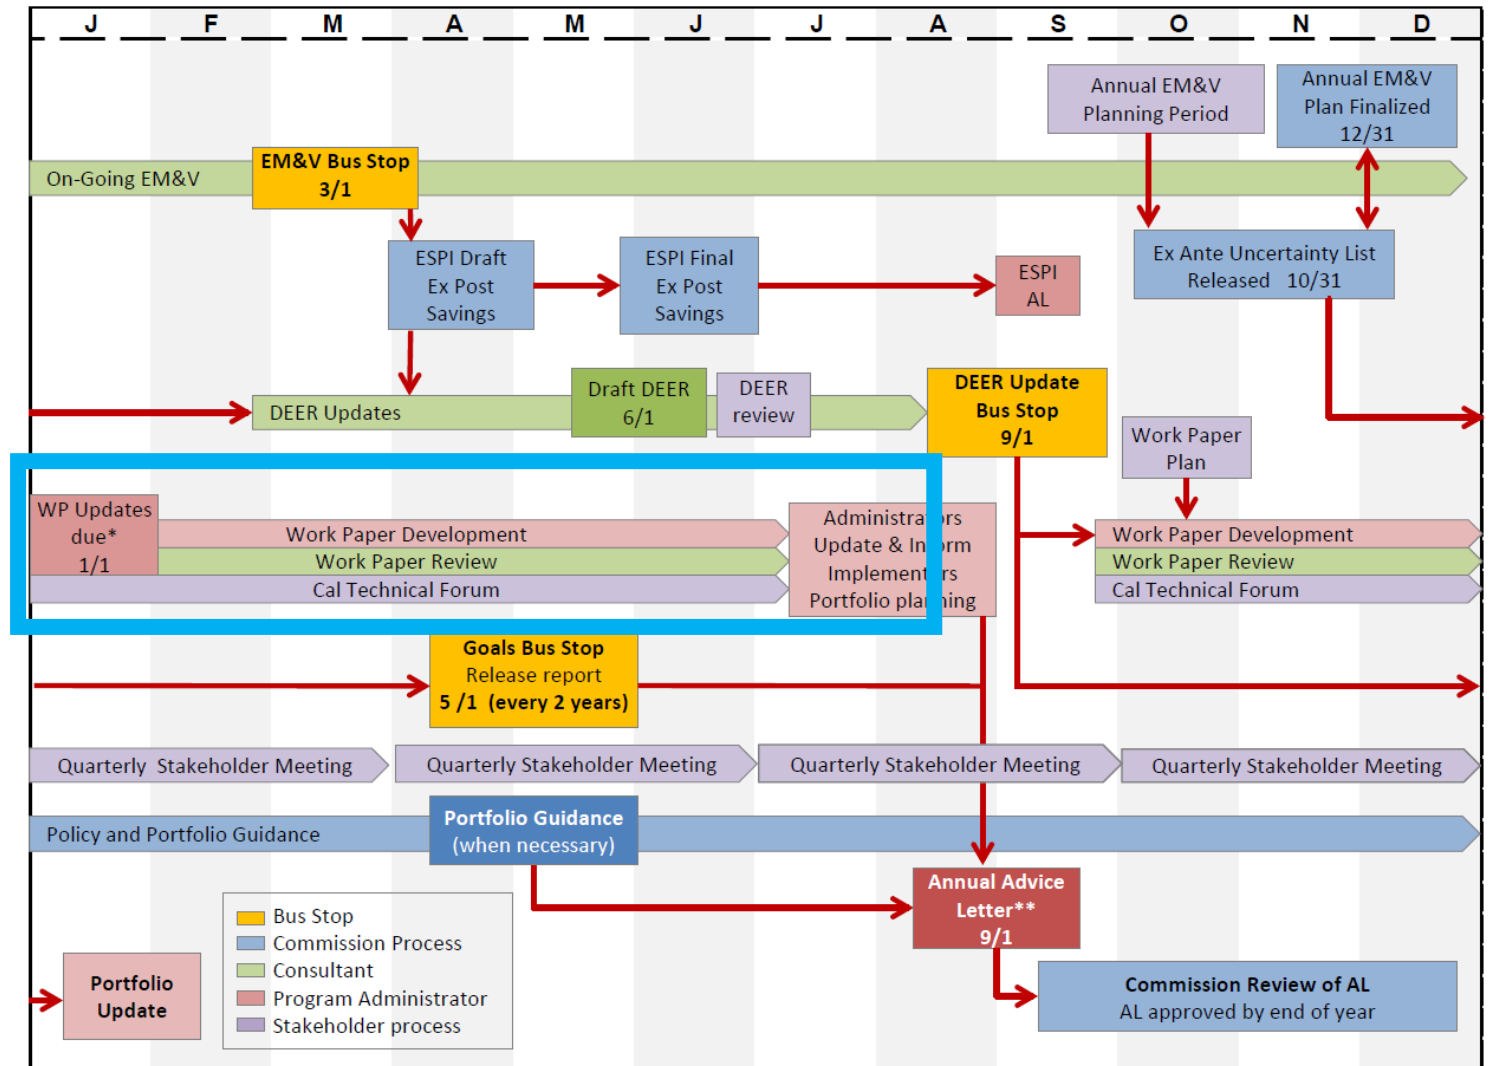 J F M A M J J A S O N D
Annual EM&V
Planning Period
Annual EM&V
Plan Finalized
12/31
On-Going EM&V
EM&V Bus Stop
3/1
ESPI Draft
Ex Post
Savings
ESPI Final
Ex Post
Savings
ESPI
AL
Ex Ante Uncertainty List
Released 10/31
DEER Updates
Draft DEER
6/1
DEER
review
DEER Update
Bus Stop
9/1
Work Paper
Plan
WP Updates
due*
1/1
Work Paper Development
Work Paper Review
Cal Technical Forum
Administrators
Update & Inform
Implementers
Portfolio planning
Work Paper Development
Work Paper Review
Cal Technical Forum
Goals Bus Stop
Release report
5 /1 (every 2 years)
Quarterly Stakeholder Meeting
Quarterly Stakeholder Meeting
Quarterly Stakeholder Meeting
Quarterly Stakeholder Meeting
Policy and Portfolio Guidance
Portfolio Guidance
(when necessary)
Annual Advice
Letter**
9/1
Bus Stop
Commission Process
Consultant
Program Administrator
Stakeholder process
Portfolio
Update
Commission Review of AL
AL approved by end of year